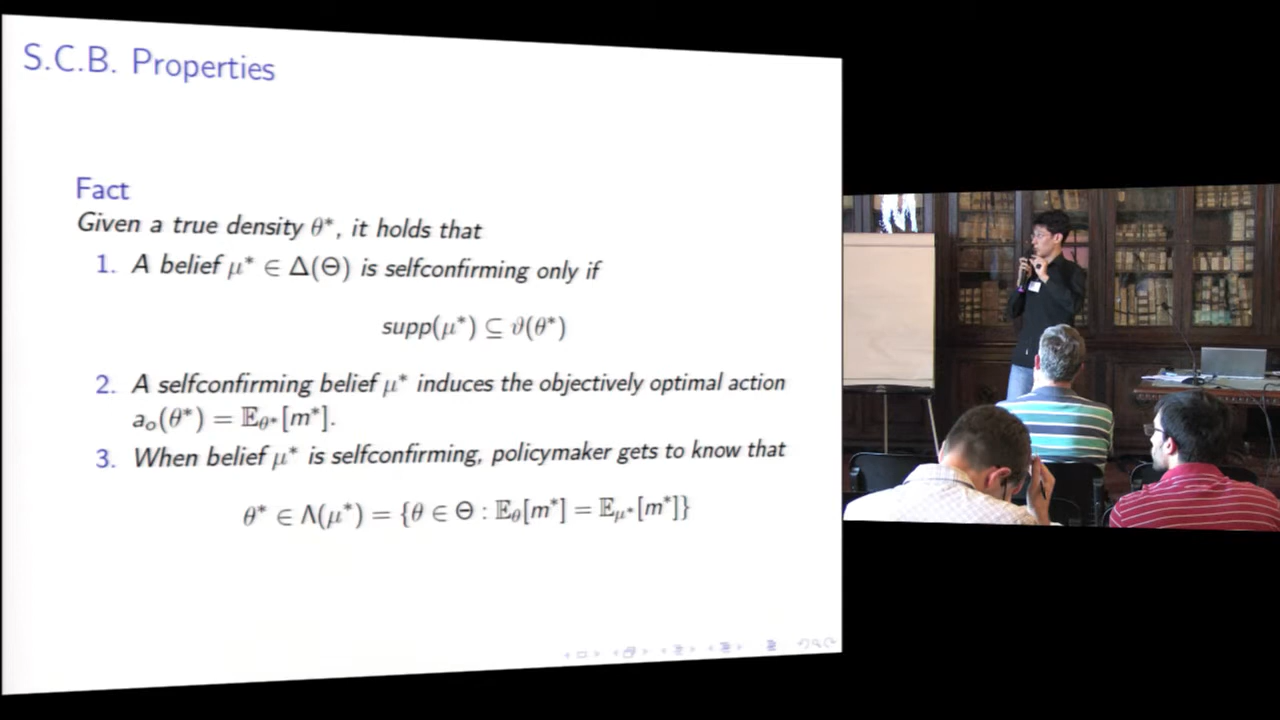 S.C.B. Properties
Fact
Given a true density θ*, it holds that
1. A belief μ* ∈ Δ(Θ) is selfconfirming only if
supp(μ*) ⊆ ϑ(θ*)
2. A selfconfirming belief μ* induces the objectively optimal action
aₒ(θ*) = 𝔼_θ*[m*].
3. When belief μ* is selfconfirming, policymaker gets to know that
θ* ∈ Λ(μ*) = {θ ∈ Θ : 𝔼_θ[m*] = 𝔼_μ*[m*]}